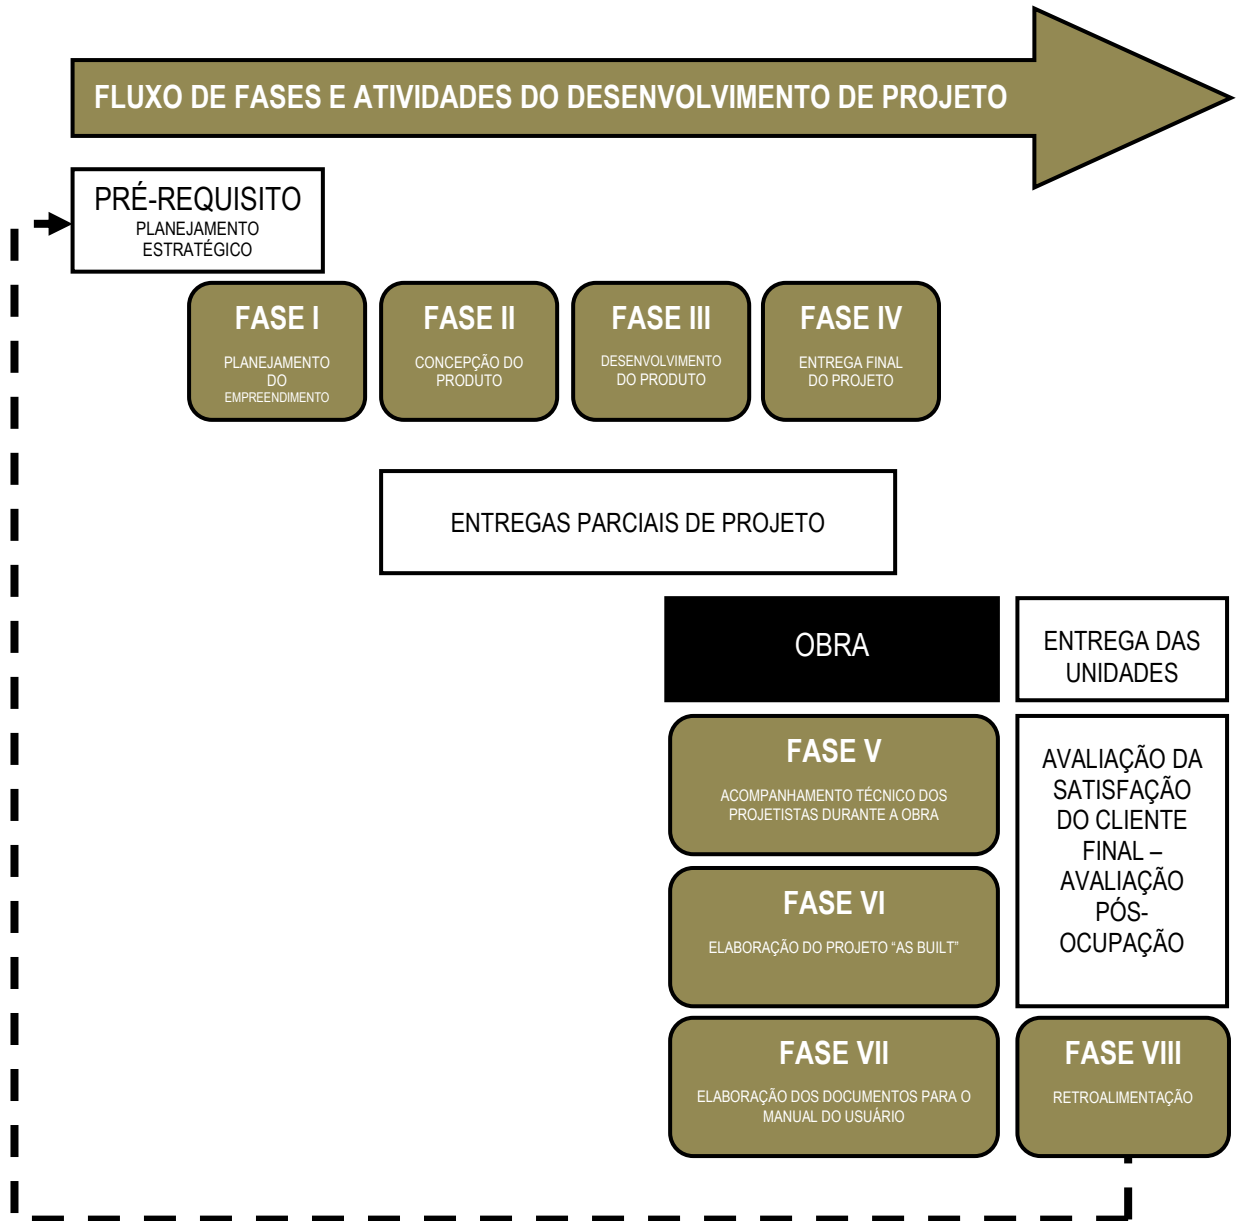 FLUXO DE FASES E ATIVIDADES DO DESENVOLVIMENTO DE PROJETO
PRÉ-REQUISITO
PLANEJAMENTO
ESTRATÉGICO
FASE I
PLANEJAMENTO
DO
EMPREENDIMENTO
FASE II
CONCEPÇÃO DO
PRODUTO
FASE III
DESENVOLVIMENTO
DO PRODUTO
FASE IV
ENTREGA FINAL
DO PROJETO
ENTREGAS PARCIAIS DE PROJETO
OBRA
ENTREGA DAS
UNIDADES
FASE V
ACOMPANHAMENTO TÉCNICO DOS
PROJETISTAS DURANTE A OBRA
AVALIAÇÃO DA
SATISFAÇÃO
DO CLIENTE
FINAL –
AVALIAÇÃO
PÓS-
OCUPAÇÃO
FASE VI
ELABORAÇÃO DO PROJETO “AS BUILT”
FASE VII
ELABORAÇÃO DOS DOCUMENTOS PARA O
MANUAL DO USUÁRIO
FASE VIII
RETROALIMENTAÇÃO